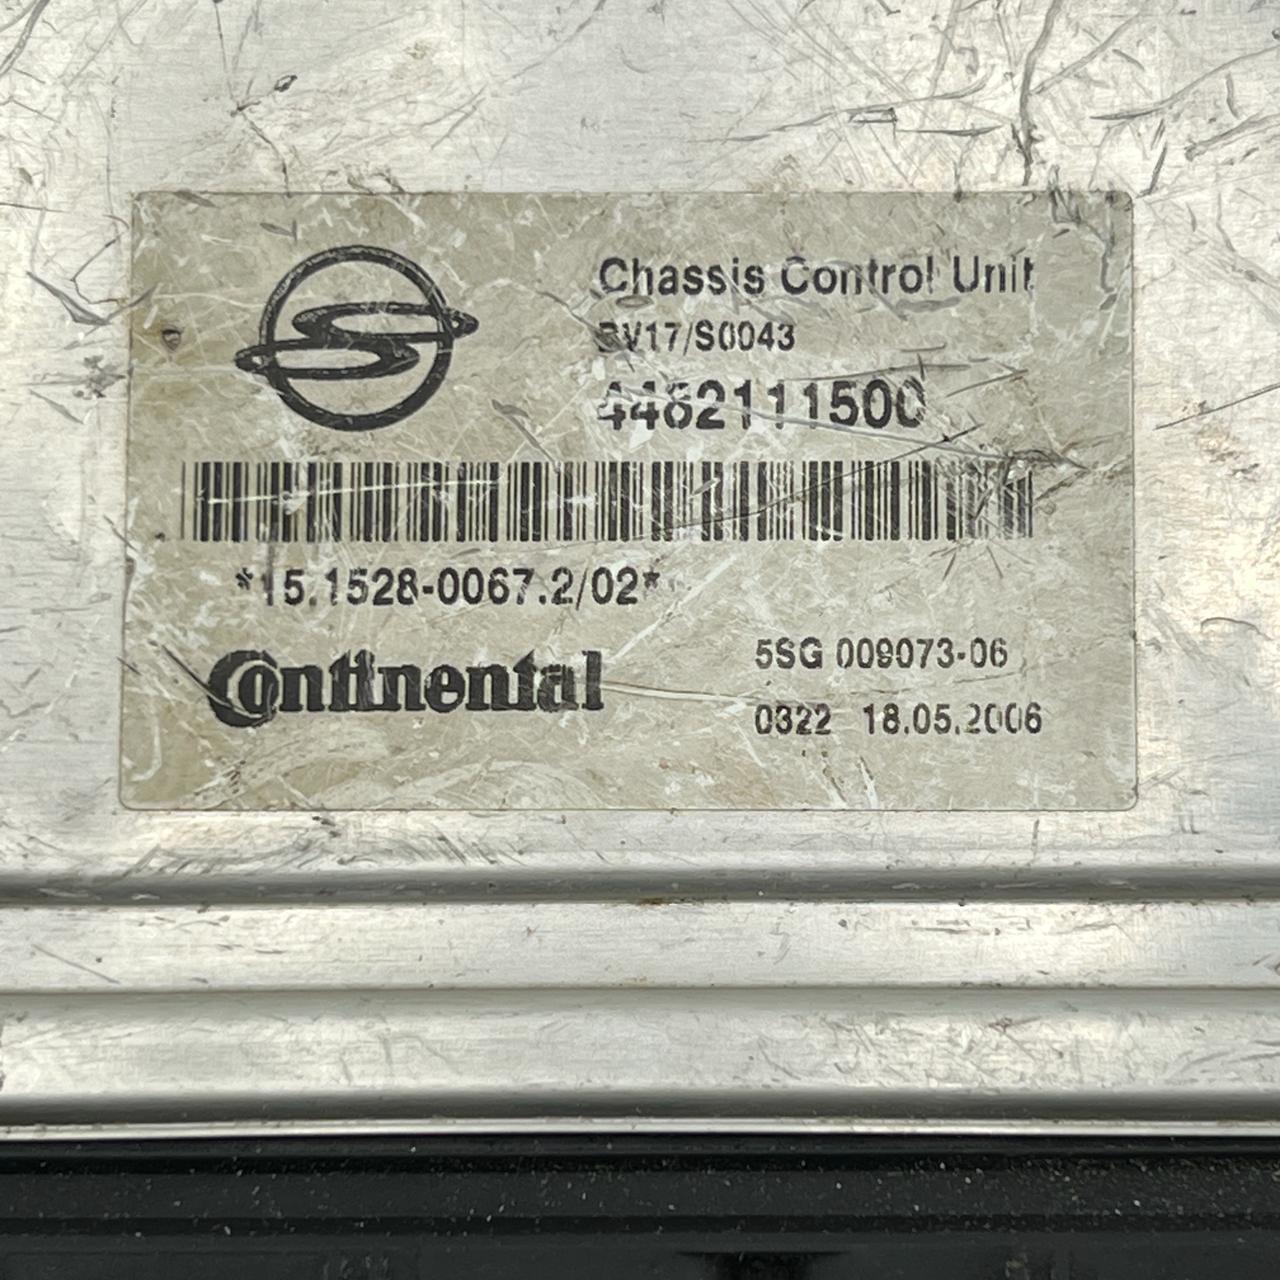 Chassis Control Unit
BV17/S0043
4482111500
*15.1528-0067.2/02*
Continental
5SG 009073-06
0322 18.05.2006